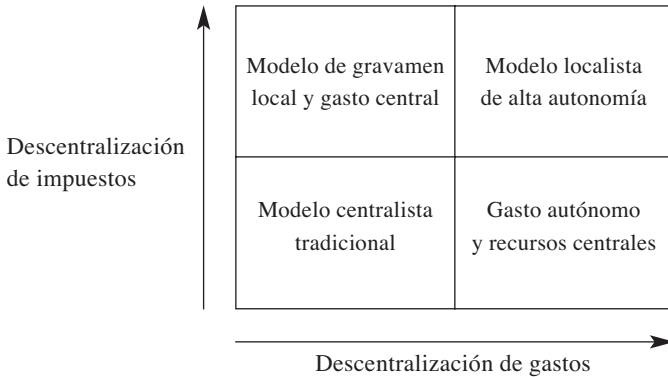 Modelo de gravamen
local y gasto central
Modelo localista
de alta autonomía
Descentralización
de impuestos
Modelo centralista
tradicional
Gasto autónomo
y recursos centrales
Descentralización de gastos